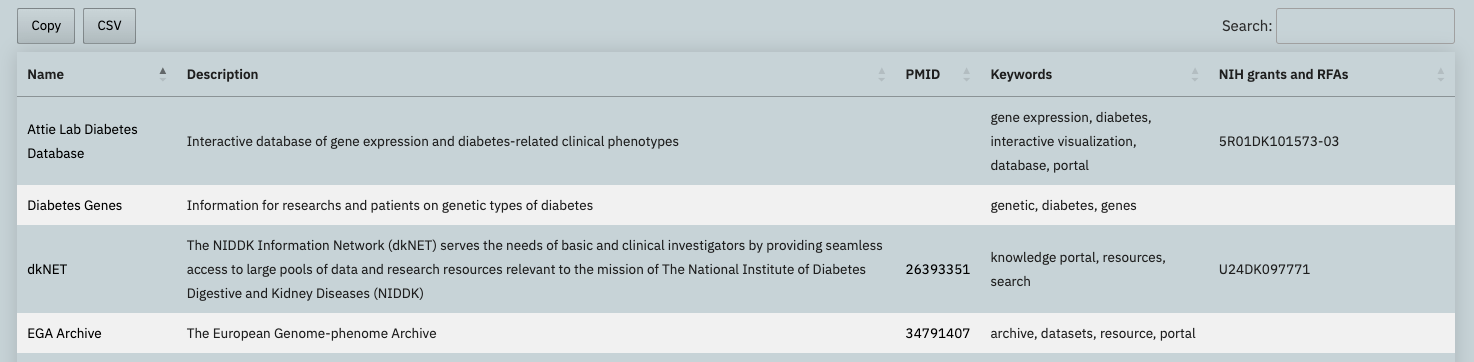 Copy CSV Search:
Name Description PMID Keywords NIH grants and RFAs
Attie Lab Diabetes
Database
Interactive database of gene expression and diabetes-related clinical phenotypes
gene expression, diabetes,
interactive visualization,
database, portal
5R01DK101573-03
Diabetes Genes Information for researchs and patients on genetic types of diabetes genetic, diabetes, genes
dkNET
The NIDDK Information Network (dkNET) serves the needs of basic and clinical investigators by providing seamless
access to large pools of data and research resources relevant to the mission of The National Institute of Diabetes
Digestive and Kidney Diseases (NIDDK)
26393351
knowledge portal, resources,
search
U24DK097771
EGA Archive The European Genome-phenome Archive 34791407 archive, datasets, resource, portal